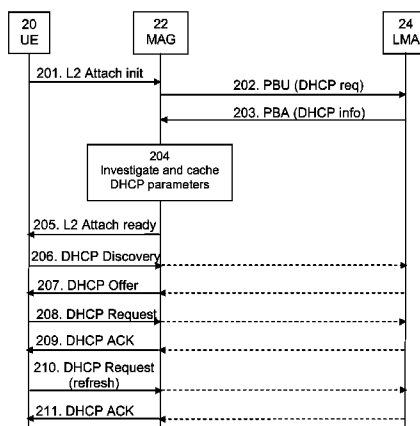 20
UE
22
MAG
24
LMA
201. L2 Attach init
202. PBU (DHCP req)
203. PBA (DHCP info)
204
Investigate and cache
DHCP parameters
205. L2 Attach ready
206. DHCP Discovery
207. DHCP Offer
208. DHCP Request
209. DHCP ACK
210. DHCP Request
(refresh)
211. DHCP ACK